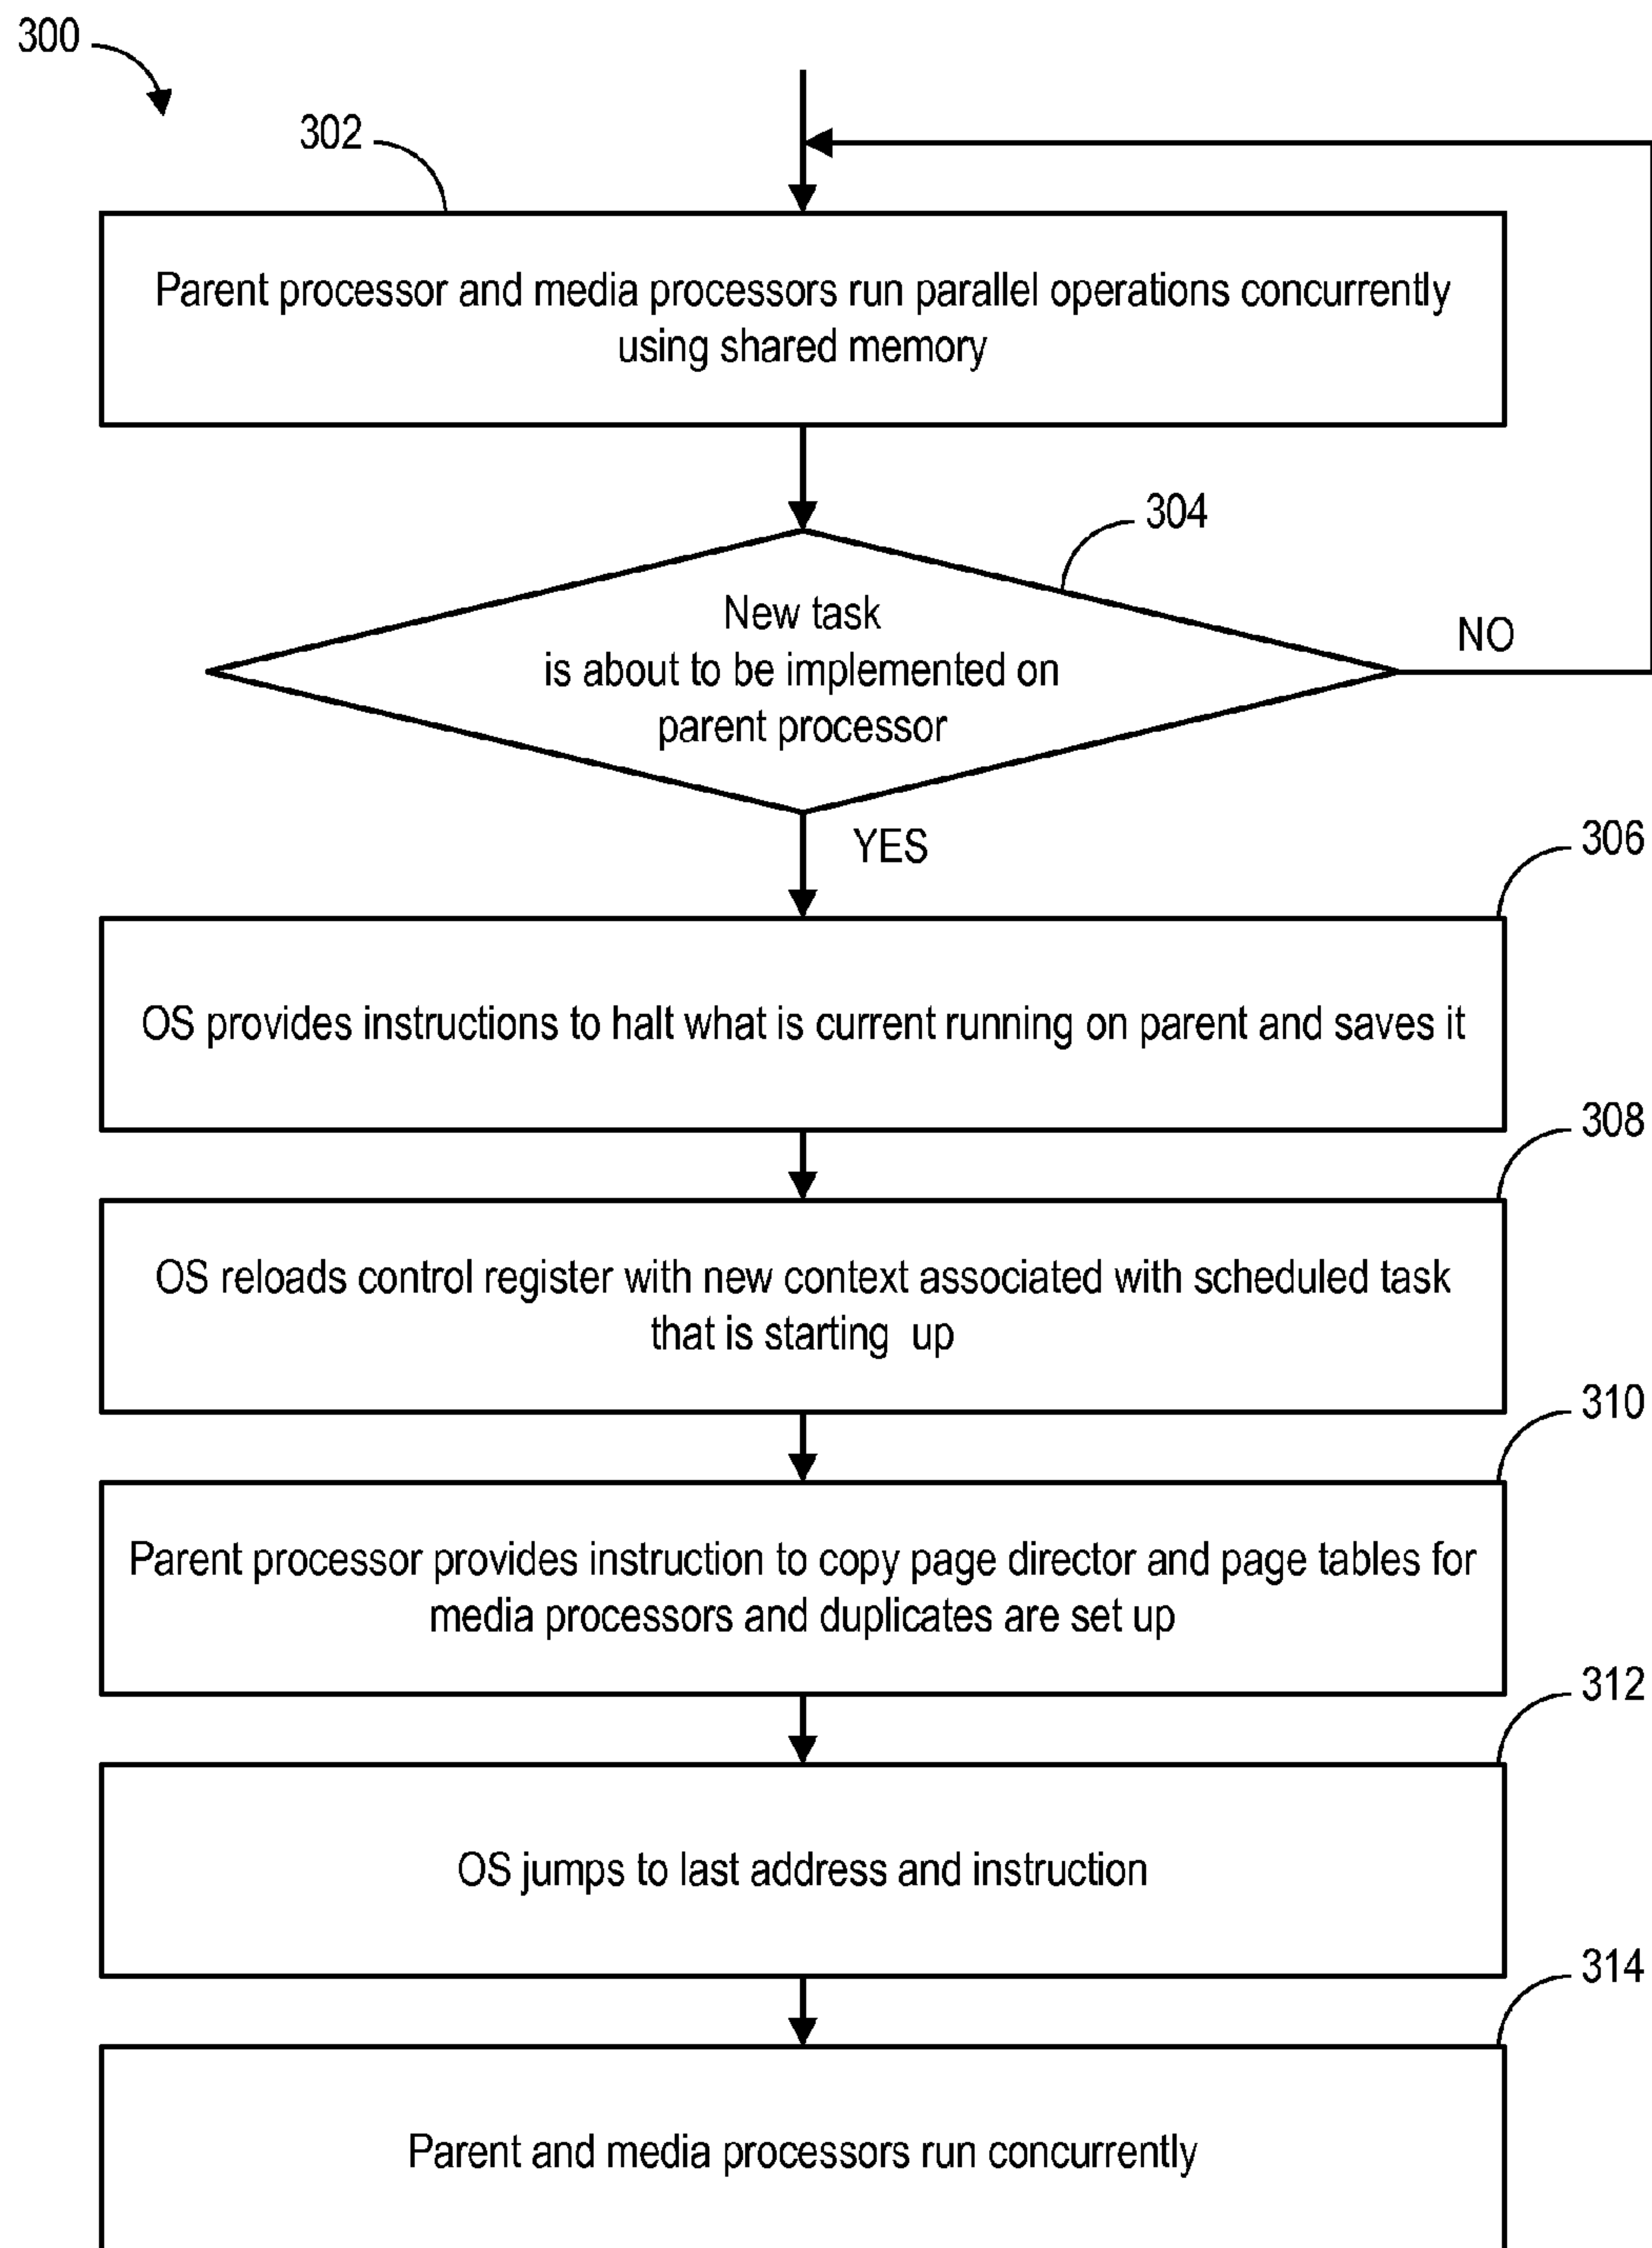 300
302
Parent processor and media processors run parallel operations concurrently
using shared memory
304
New task
is about to be implemented on
parent processor
NO
YES
306
OS provides instructions to halt what is current running on parent and saves it
308
OS reloads control register with new context associated with scheduled task
that is starting up
310
Parent processor provides instruction to copy page director and page tables for
media processors and duplicates are set up
312
OS jumps to last address and instruction
314
Parent and media processors run concurrently